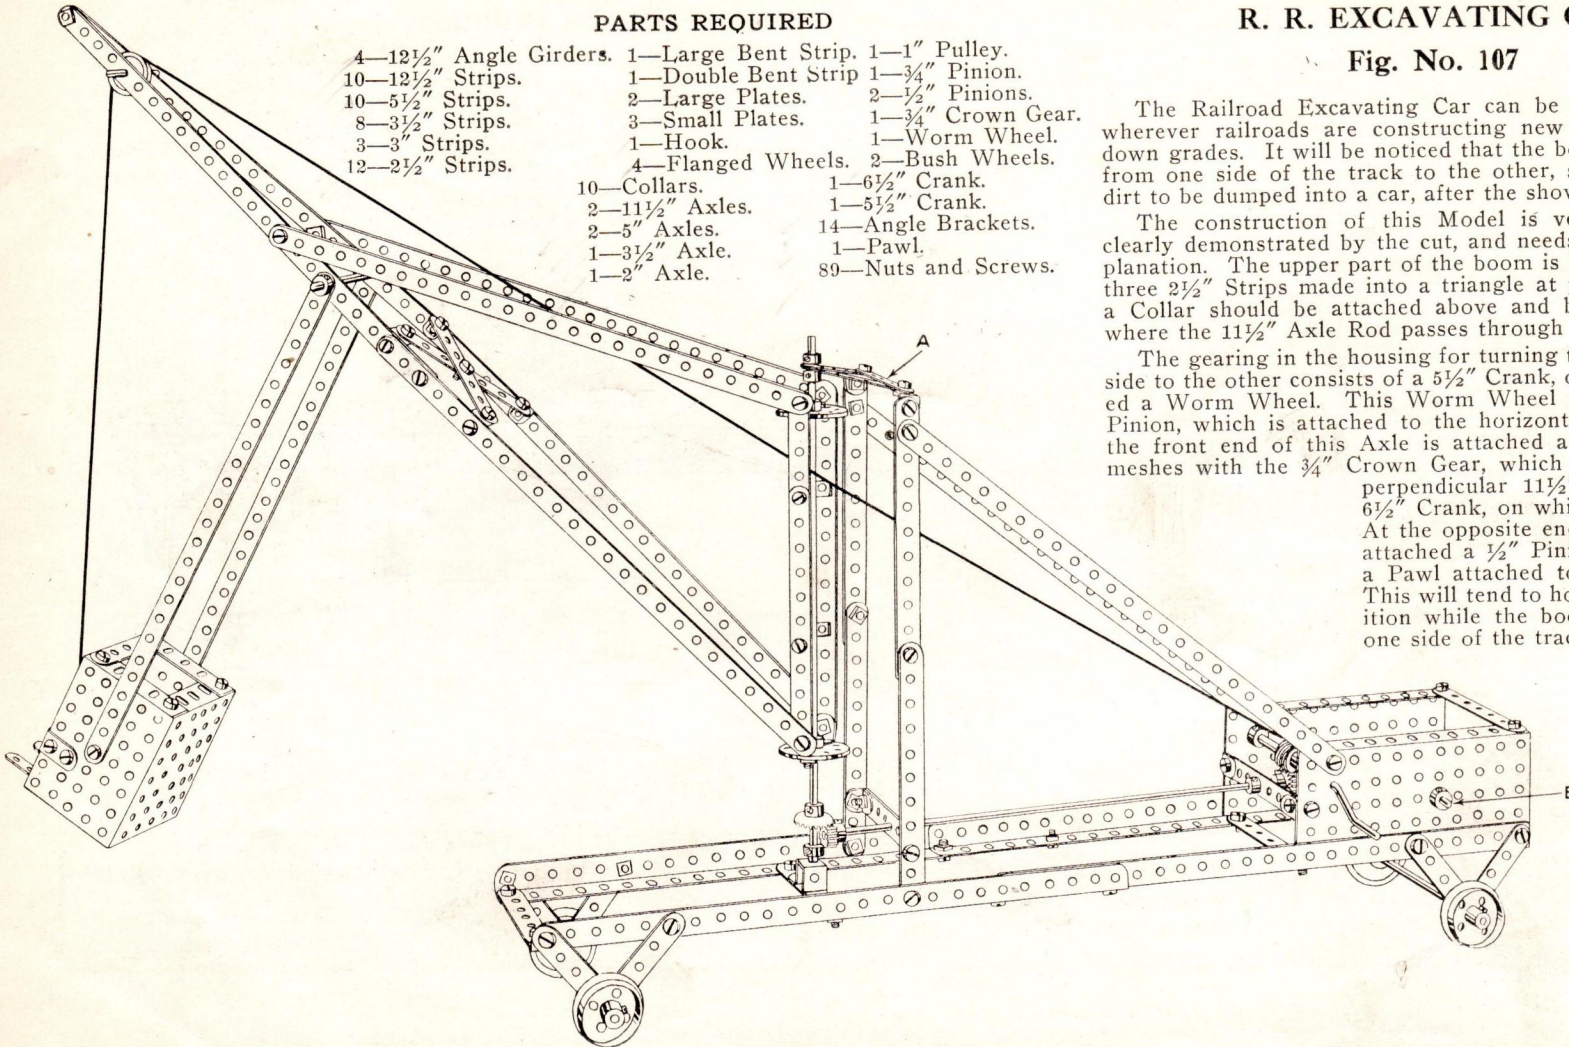 PARTS REQUIRED
4—12½″ Angle Girders.
10—12½″ Strips.
10—5½″ Strips.
8—3½″ Strips.
3—3″ Strips.
12—2½″ Strips.
1—Large Bent Strip.
1—Double Bent Strip
2—Large Plates.
3—Small Plates.
1—Hook.
4—Flanged Wheels.
1—1″ Pulley.
1—¾″ Pinion.
2—½″ Pinions.
1—¾″ Crown Gear.
1—Worm Wheel.
2—Bush Wheels.
10—Collars.
2—11½″ Axles.
2—5″ Axles.
1—3½″ Axle.
1—2″ Axle.
1—6½″ Crank.
1—5½″ Crank.
14—Angle Brackets.
1—Pawl.
89—Nuts and Screws.
R. R. EXCAVATING
Fig. No. 107
The Railroad Excavating Car can be
wherever railroads are constructing new
down grades. It will be noticed that the
from one side of the track to the other,
dirt to be dumped into a car, after the
The construction of this Model is
clearly demonstrated by the cut, and
planation. The upper part of the boom is
three 2½″ Strips made into a triangle at
a Collar should be attached above and
where the 11½″ Axle Rod passes through
The gearing in the housing for turning
side to the other consists of a 5½″ Crank,
ed a Worm Wheel. This Worm Wheel
Pinion, which is attached to the
the front end of this Axle is attached a
meshes with the ¾″ Crown Gear, which
perpendicular 11½
6½″ Crank, on
At the opposite
attached a ½″
a Pawl attached
This will tend to
ition while the
one side of the
A